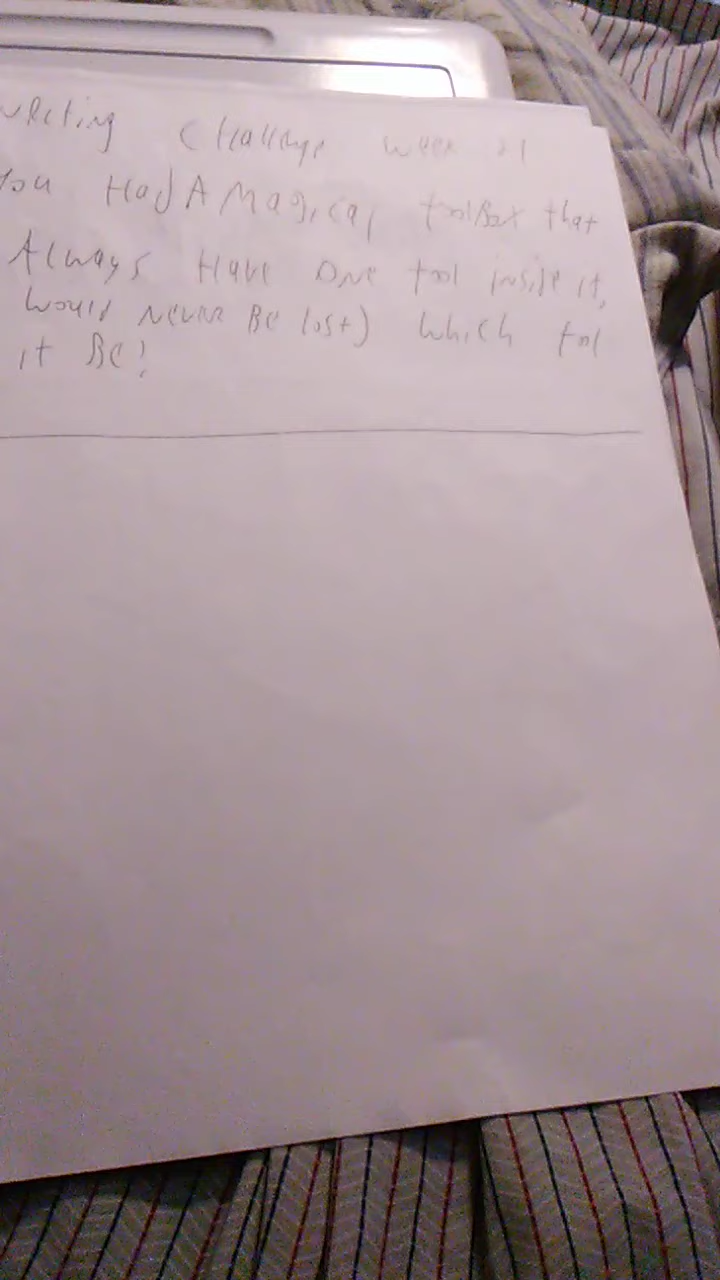 Writing Challenge Week 21
You Had A Magical toolBox that
Always Have one tool inside it,
would never Be lost) which tool
it Be?